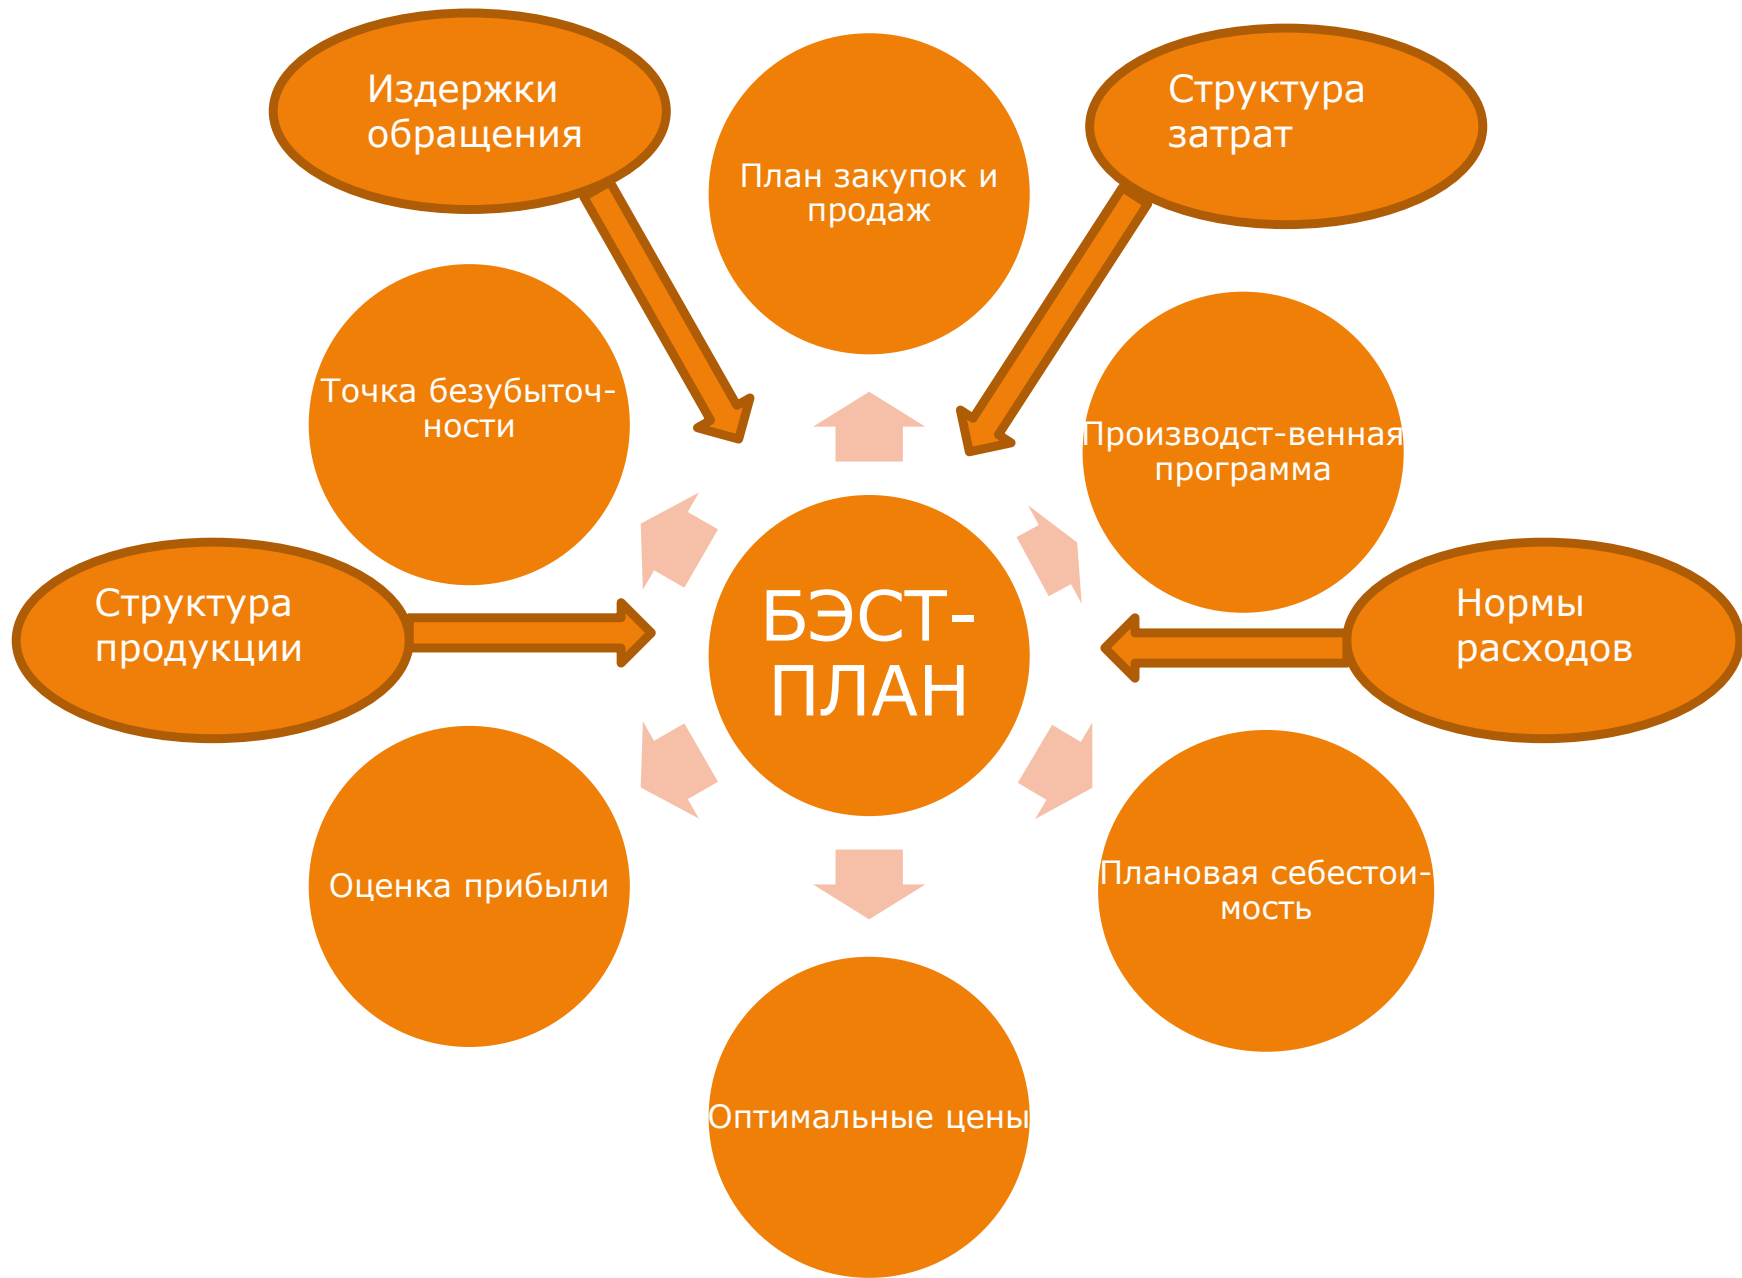 Издержки
обращения
Структура
затрат
План закупок и
продаж
Точка безубыточ-
ности
Производст-венная
программа
Структура
продукции
БЭСТ-
ПЛАН
Нормы
расходов
Оценка прибыли
Плановая себестои-
мость
Оптимальные цены